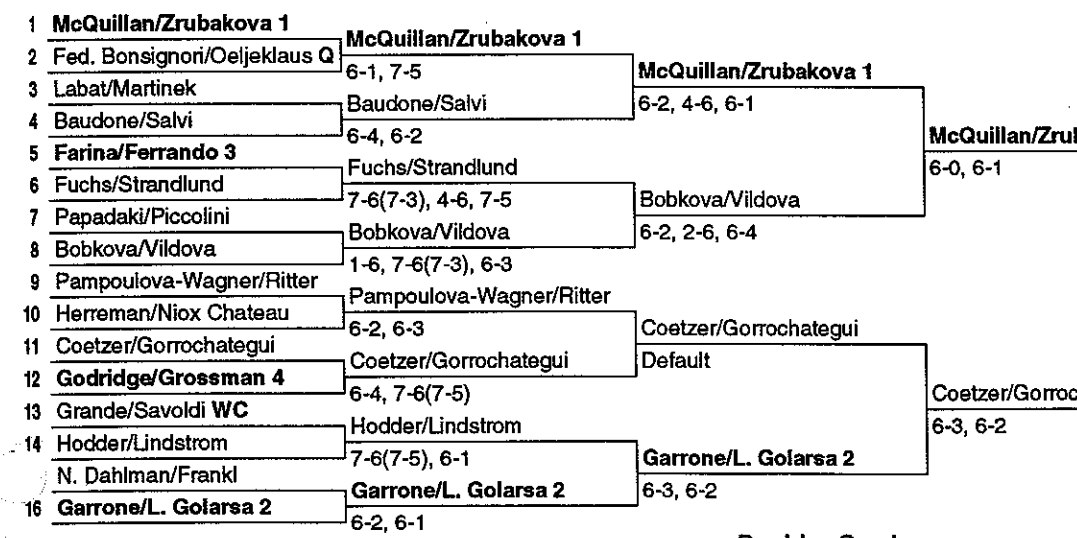 1 McQuillan/Zrubakova 1
2 Fed. Bonsignori/Oeljeklaus Q
3 Labat/Martinek
4 Baudone/Salvi
5 Farina/Ferrando 3
6 Fuchs/Strandlund
7 Papadaki/Piccolini
8 Bobkova/Vildova
9 Pampoulova-Wagner/Ritter
10 Herreman/Niox Chateau
11 Coetzer/Gorrochategui
12 Godridge/Grossman 4
13 Grande/Savoldi WC
14 Hodder/Lindstrom
N. Dahlman/Frankl
16 Garrone/L. Golarsa 2
McQuillan/Zrubakova 1
6-1, 7-5
Baudone/Salvi
6-4, 6-2
Fuchs/Strandlund
7-6(7-3), 4-6, 7-5
Bobkova/Vildova
1-6, 7-6(7-3), 6-3
Pampoulova-Wagner/Ritter
6-2, 6-3
Coetzer/Gorrochategui
6-4, 7-6(7-5)
Hodder/Lindstrom
7-6(7-5), 6-1
Garrone/L. Golarsa 2
6-2, 6-1
McQuillan/Zrubakova 1
6-2, 4-6, 6-1
Bobkova/Vildova
6-2, 2-6, 6-4
Coetzer/Gorrochategui
Default
Garrone/L. Golarsa 2
6-3, 6-2
McQuillan/Zrul
6-0, 6-1
Coetzer/Gorroc
6-3, 6-2